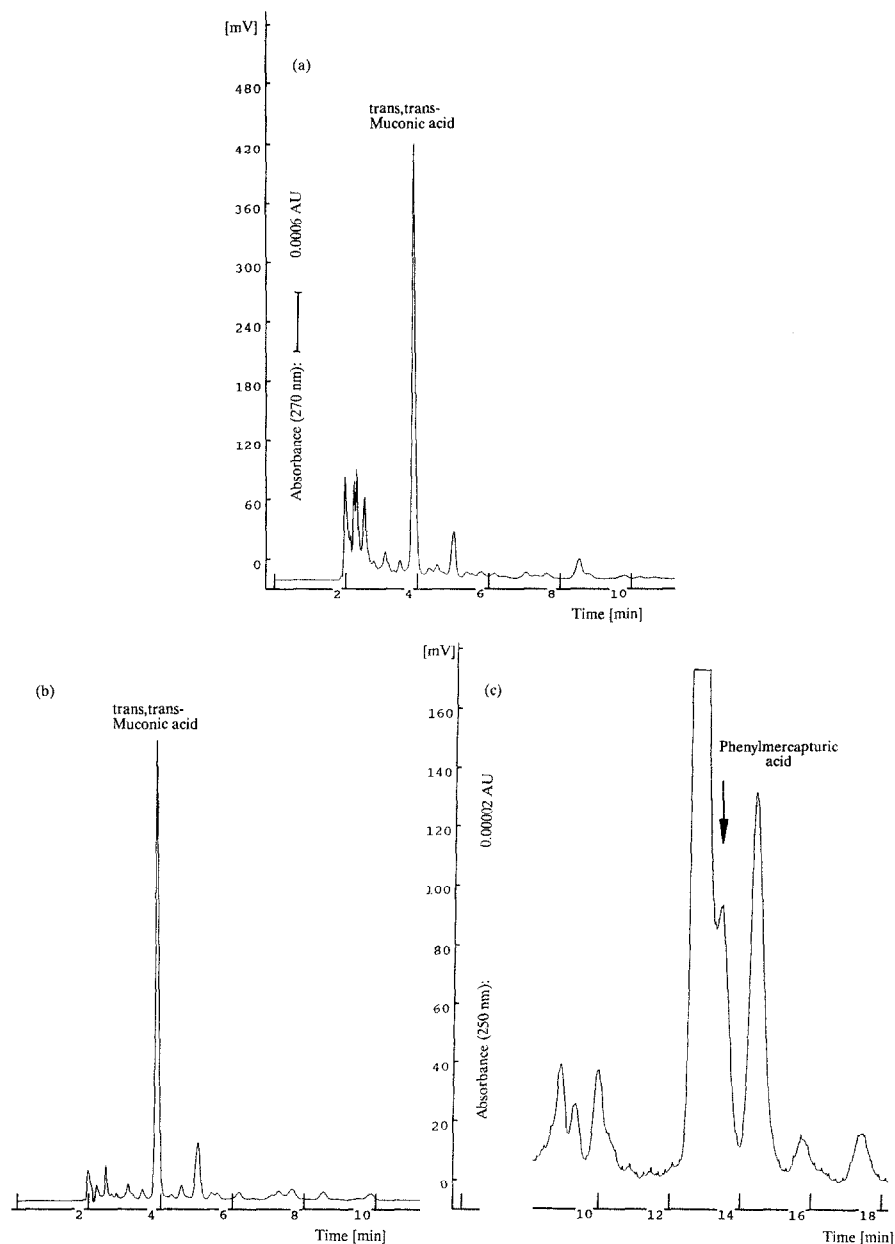 [mV]
(a)
trans,trans-
Muconic acid
480
420
360
300
240
180
120
60
0
Absorbance (270 nm):
0.0006 AU
2
4
6
8
10
Time [min]
(b)
trans,trans-
Muconic acid
2
4
6
8
10
Time [min]
[mV]
(c)
Phenylmercapturic
acid
160
140
120
100
80
60
40
20
0
Absorbance (250 nm):
0.00002 AU
10
12
14
16
18
Time [min]